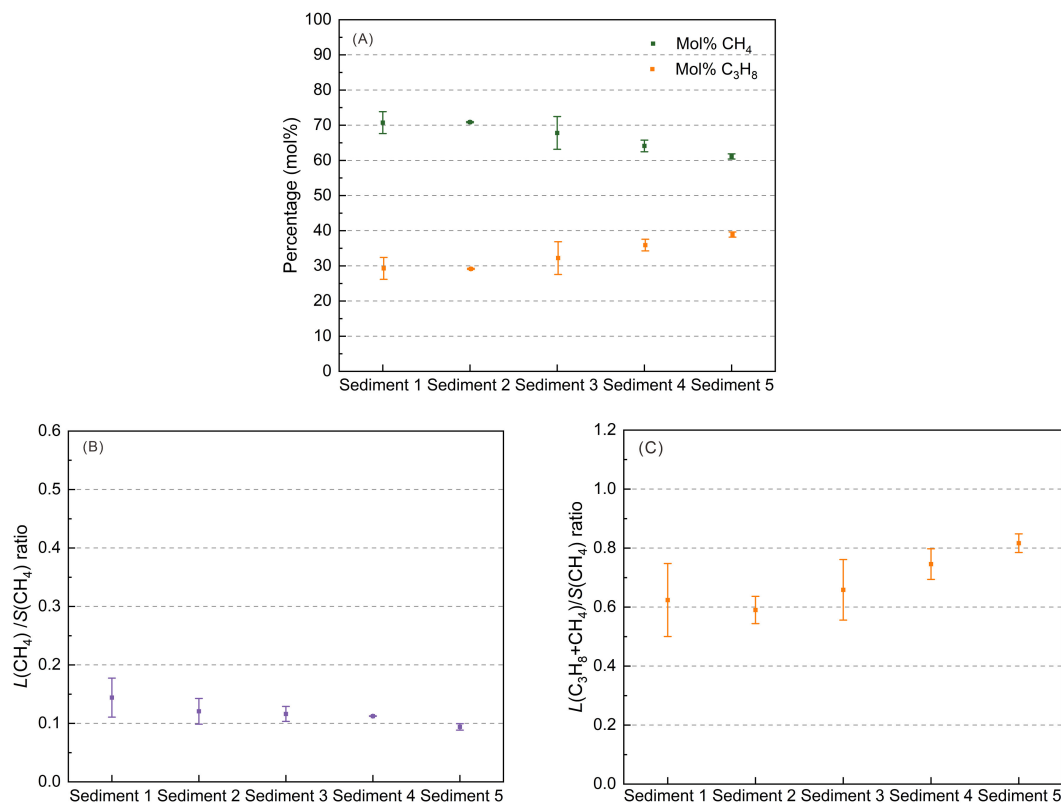 (A)
Mol% CH₄
Mol% C₃H₈
Percentage (mol%)
100
90
80
70
60
50
40
30
20
10
0
Sediment 1 Sediment 2 Sediment 3 Sediment 4 Sediment 5
(B)
L(CH₄) /S(CH₄) ratio
0.6
0.5
0.4
0.3
0.2
0.1
0.0
Sediment 1 Sediment 2 Sediment 3 Sediment 4 Sediment 5
(C)
L(C₃H₈+CH₄)/S(CH₄) ratio
1.2
1.0
0.8
0.6
0.4
0.2
0.0
Sediment 1 Sediment 2 Sediment 3 Sediment 4 Sediment 5